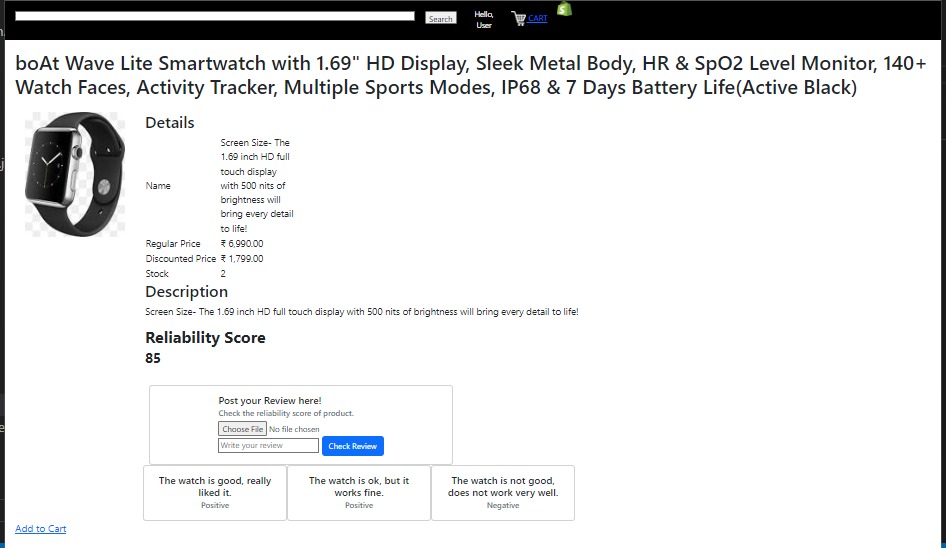 Search
Hello,
User
CART
boAt Wave Lite Smartwatch with 1.69" HD Display, Sleek Metal Body, HR & SpO2 Level Monitor, 140+
Watch Faces, Activity Tracker, Multiple Sports Modes, IP68 & 7 Days Battery Life(Active Black)
Details
Name
Screen Size- The
1.69 inch HD full
touch display
with 500 nits of
brightness will
bring every detail
to life!
Regular Price ₹ 6,990.00
Discounted Price ₹ 1,799.00
Stock 2
Description
Screen Size- The 1.69 inch HD full touch display with 500 nits of brightness will bring every detail to life!
Reliability Score
85
Post your Review here!
Check the reliability score of product.
Choose File No file chosen
Write your review Check Review
The watch is good, really
liked it.
Positive
The watch is ok, but it
works fine.
Positive
The watch is not good,
does not work very well.
Negative
Add to Cart